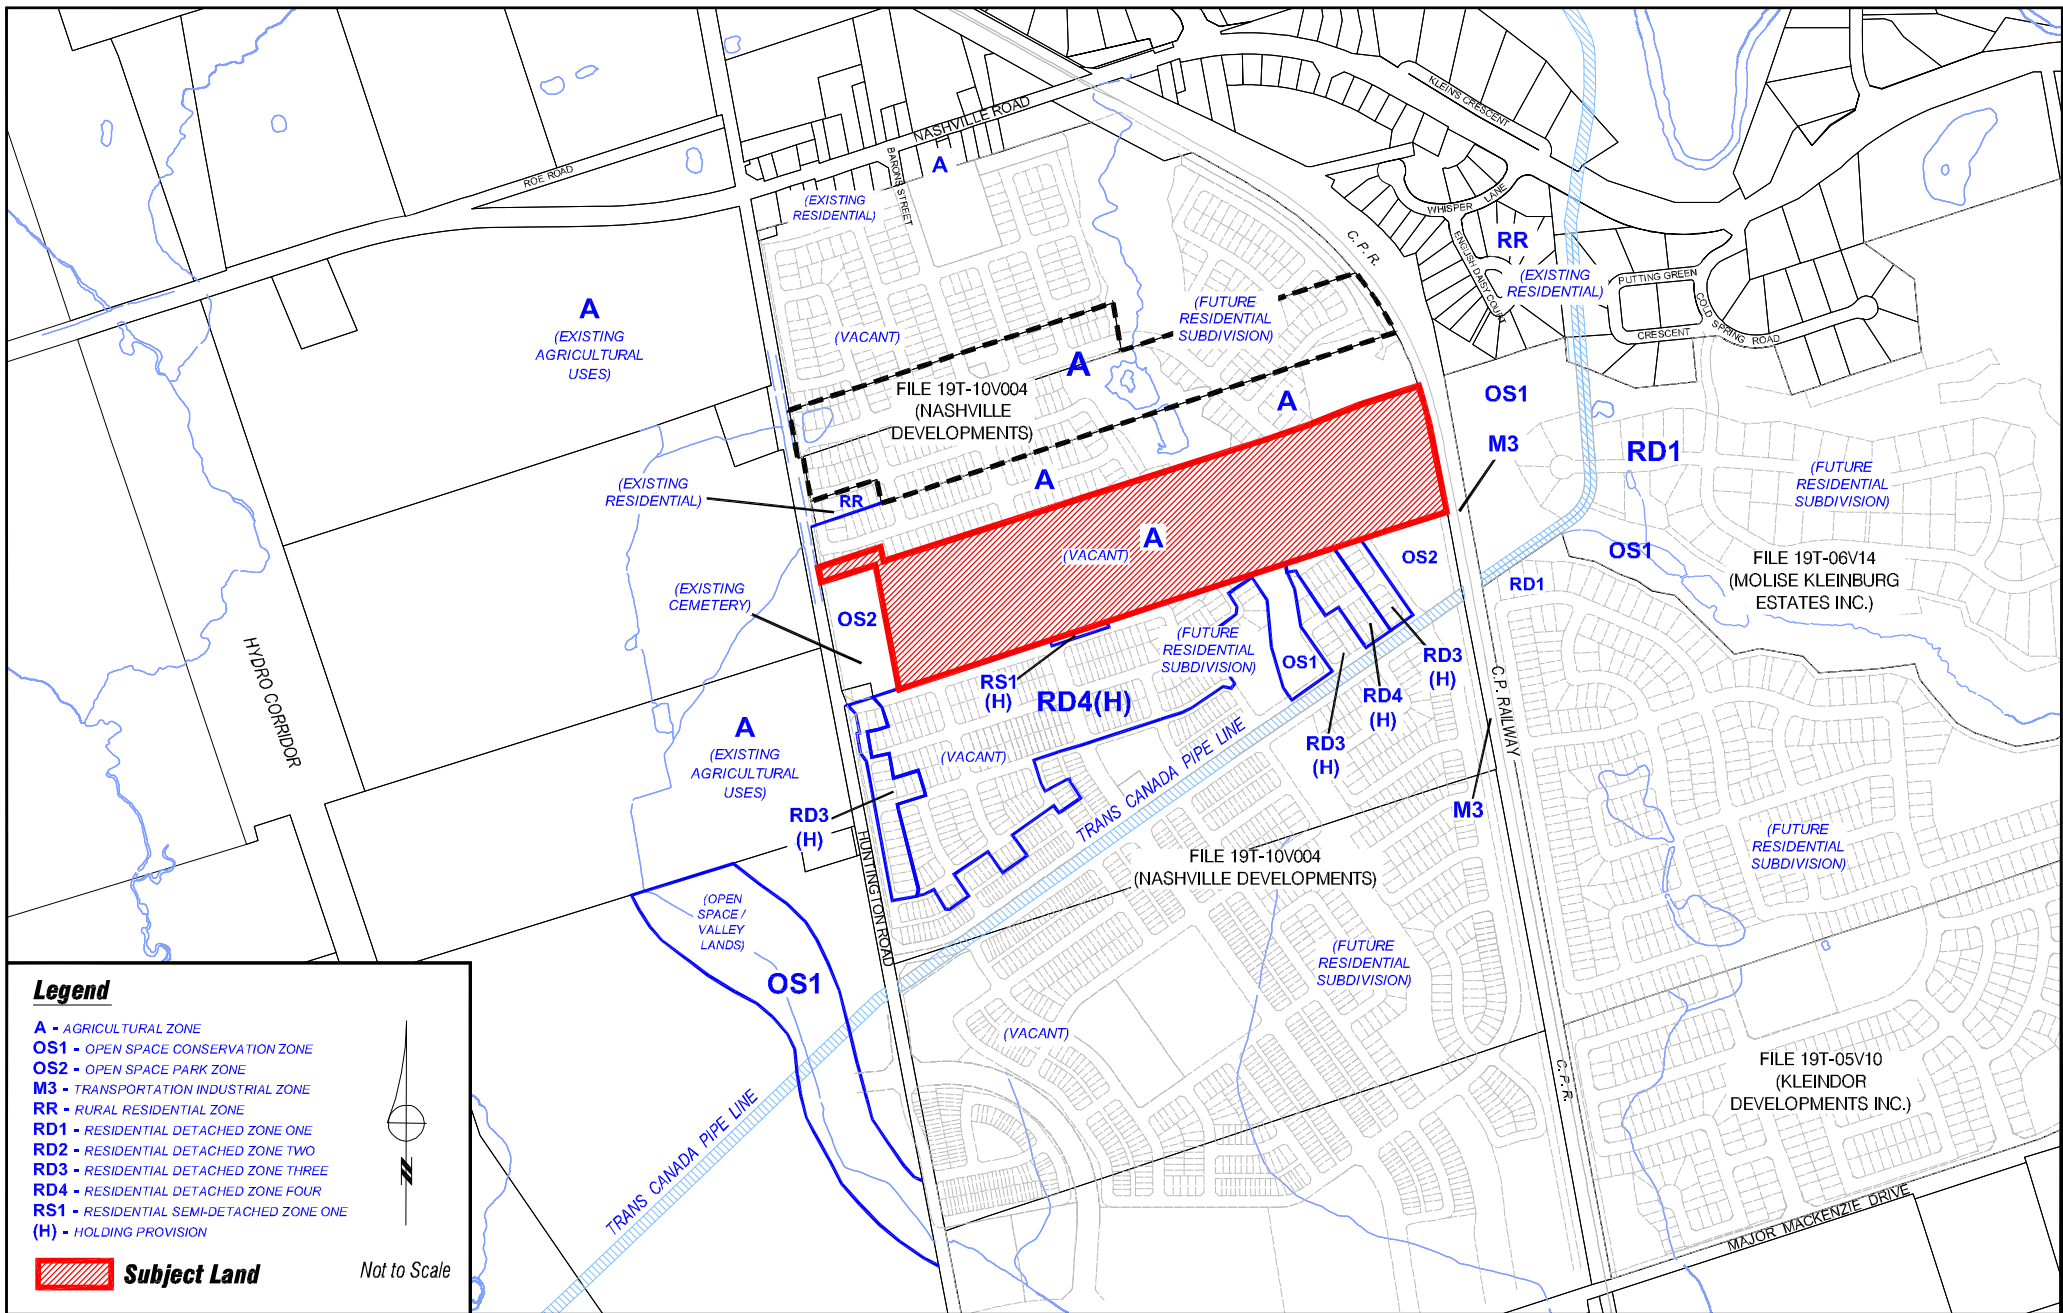 NASHVILLE ROAD
KLEIN'S CRESCENT
ROE ROAD
BARONS STREET
A
(EXISTING
RESIDENTIAL)
WHISPER LANE
ENGLISH DAISY COURT
C. P. R.
RR
(EXISTING
RESIDENTIAL)
PUTTING GREEN
CRESCENT
COLD SPRING ROAD
A
(EXISTING
AGRICULTURAL
USES)
(VACANT)
(FUTURE
RESIDENTIAL
SUBDIVISION)
A
FILE 19T-10V004
(NASHVILLE
DEVELOPMENTS)
A
OS1
M3
RD1
(FUTURE
RESIDENTIAL
SUBDIVISION)
(EXISTING
RESIDENTIAL)
RR
A
A
(VACANT)
OS2
OS1
RD1
FILE 19T-06V14
(MOLISE KLEINBURG
ESTATES INC.)
(EXISTING
CEMETERY)
OS2
HYDRO CORRIDOR
(FUTURE
RESIDENTIAL
SUBDIVISION)
OS1
RD3
(H)
RS1
(H)
RD4(H)
RD4
(H)
RD3
(H)
C.P. RAILWAY
A
(EXISTING
AGRICULTURAL
USES)
(VACANT)
TRANS CANADA PIPE LINE
RD3
(H)
M3
HUNTINGTON ROAD
FILE 19T-10V004
(NASHVILLE DEVELOPMENTS)
(FUTURE
RESIDENTIAL
SUBDIVISION)
(OPEN
SPACE /
VALLEY
LANDS)
OS1
(FUTURE
RESIDENTIAL
SUBDIVISION)
(VACANT)
C.P.R.
FILE 19T-05V10
(KLEINDOR
DEVELOPMENTS INC.)
TRANS CANADA PIPE LINE
MAJOR MACKENZIE DRIVE
Legend
A - AGRICULTURAL ZONE
OS1 - OPEN SPACE CONSERVATION ZONE
OS2 - OPEN SPACE PARK ZONE
M3 - TRANSPORTATION INDUSTRIAL ZONE
RR - RURAL RESIDENTIAL ZONE
RD1 - RESIDENTIAL DETACHED ZONE ONE
RD2 - RESIDENTIAL DETACHED ZONE TWO
RD3 - RESIDENTIAL DETACHED ZONE THREE
RD4 - RESIDENTIAL DETACHED ZONE FOUR
RS1 - RESIDENTIAL SEMI-DETACHED ZONE ONE
(H) - HOLDING PROVISION
N
Subject Land
Not to Scale